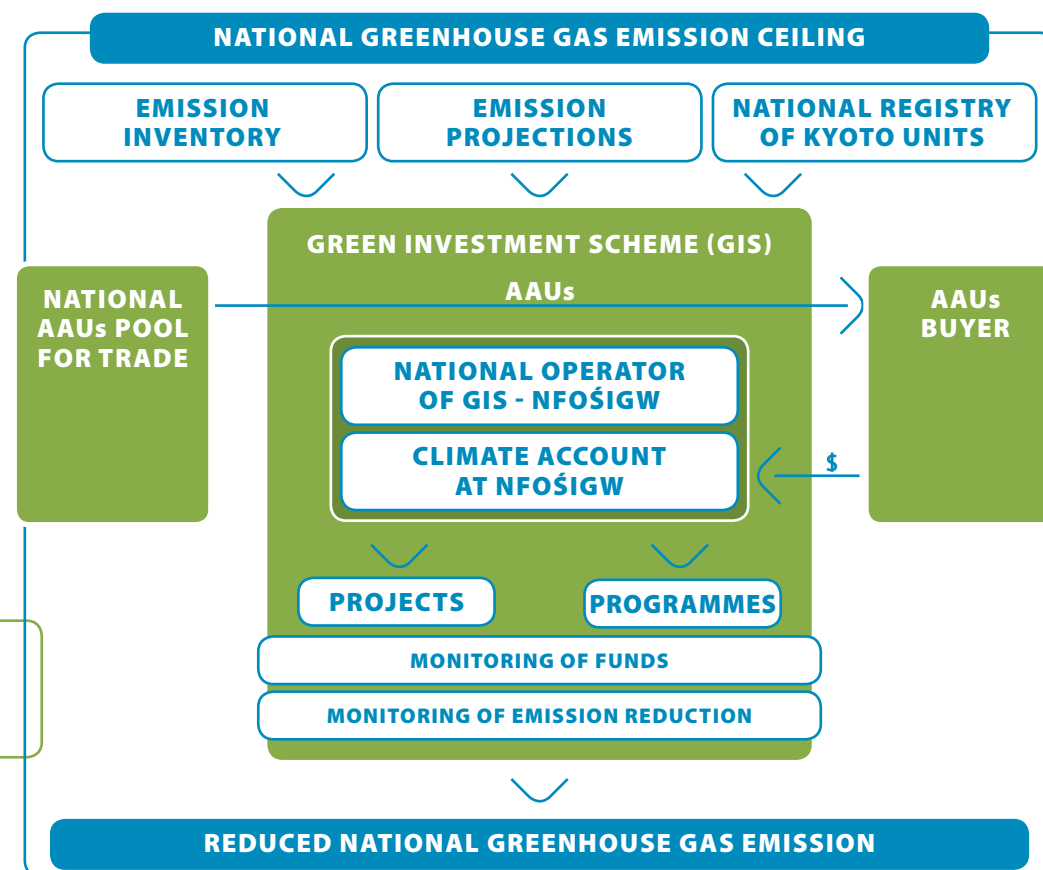 NATIONAL GREENHOUSE GAS EMISSION CEILING
EMISSION
INVENTORY
EMISSION
PROJECTIONS
NATIONAL REGISTRY
OF KYOTO UNITS
GREEN INVESTMENT SCHEME (GIS)
AAUs
NATIONAL
AAUs POOL
FOR TRADE
AAUs
BUYER
NATIONAL OPERATOR
OF GIS - NFOŚIGW
CLIMATE ACCOUNT
AT NFOŚIGW
$
PROJECTS
PROGRAMMES
MONITORING OF FUNDS
MONITORING OF EMISSION REDUCTION
REDUCED NATIONAL GREENHOUSE GAS EMISSION